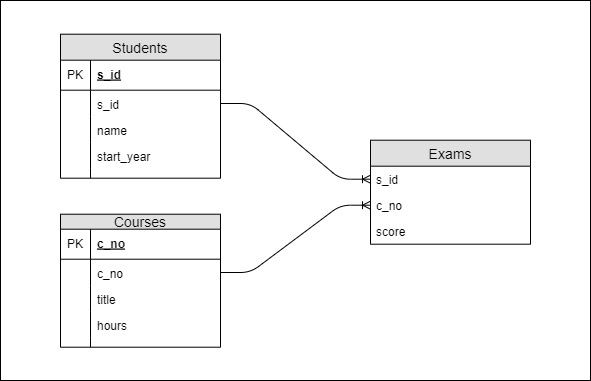 Students
PK s_id
s_id
name
start_year
Exams
s_id
c_no
score
Courses
PK c_no
c_no
title
hours